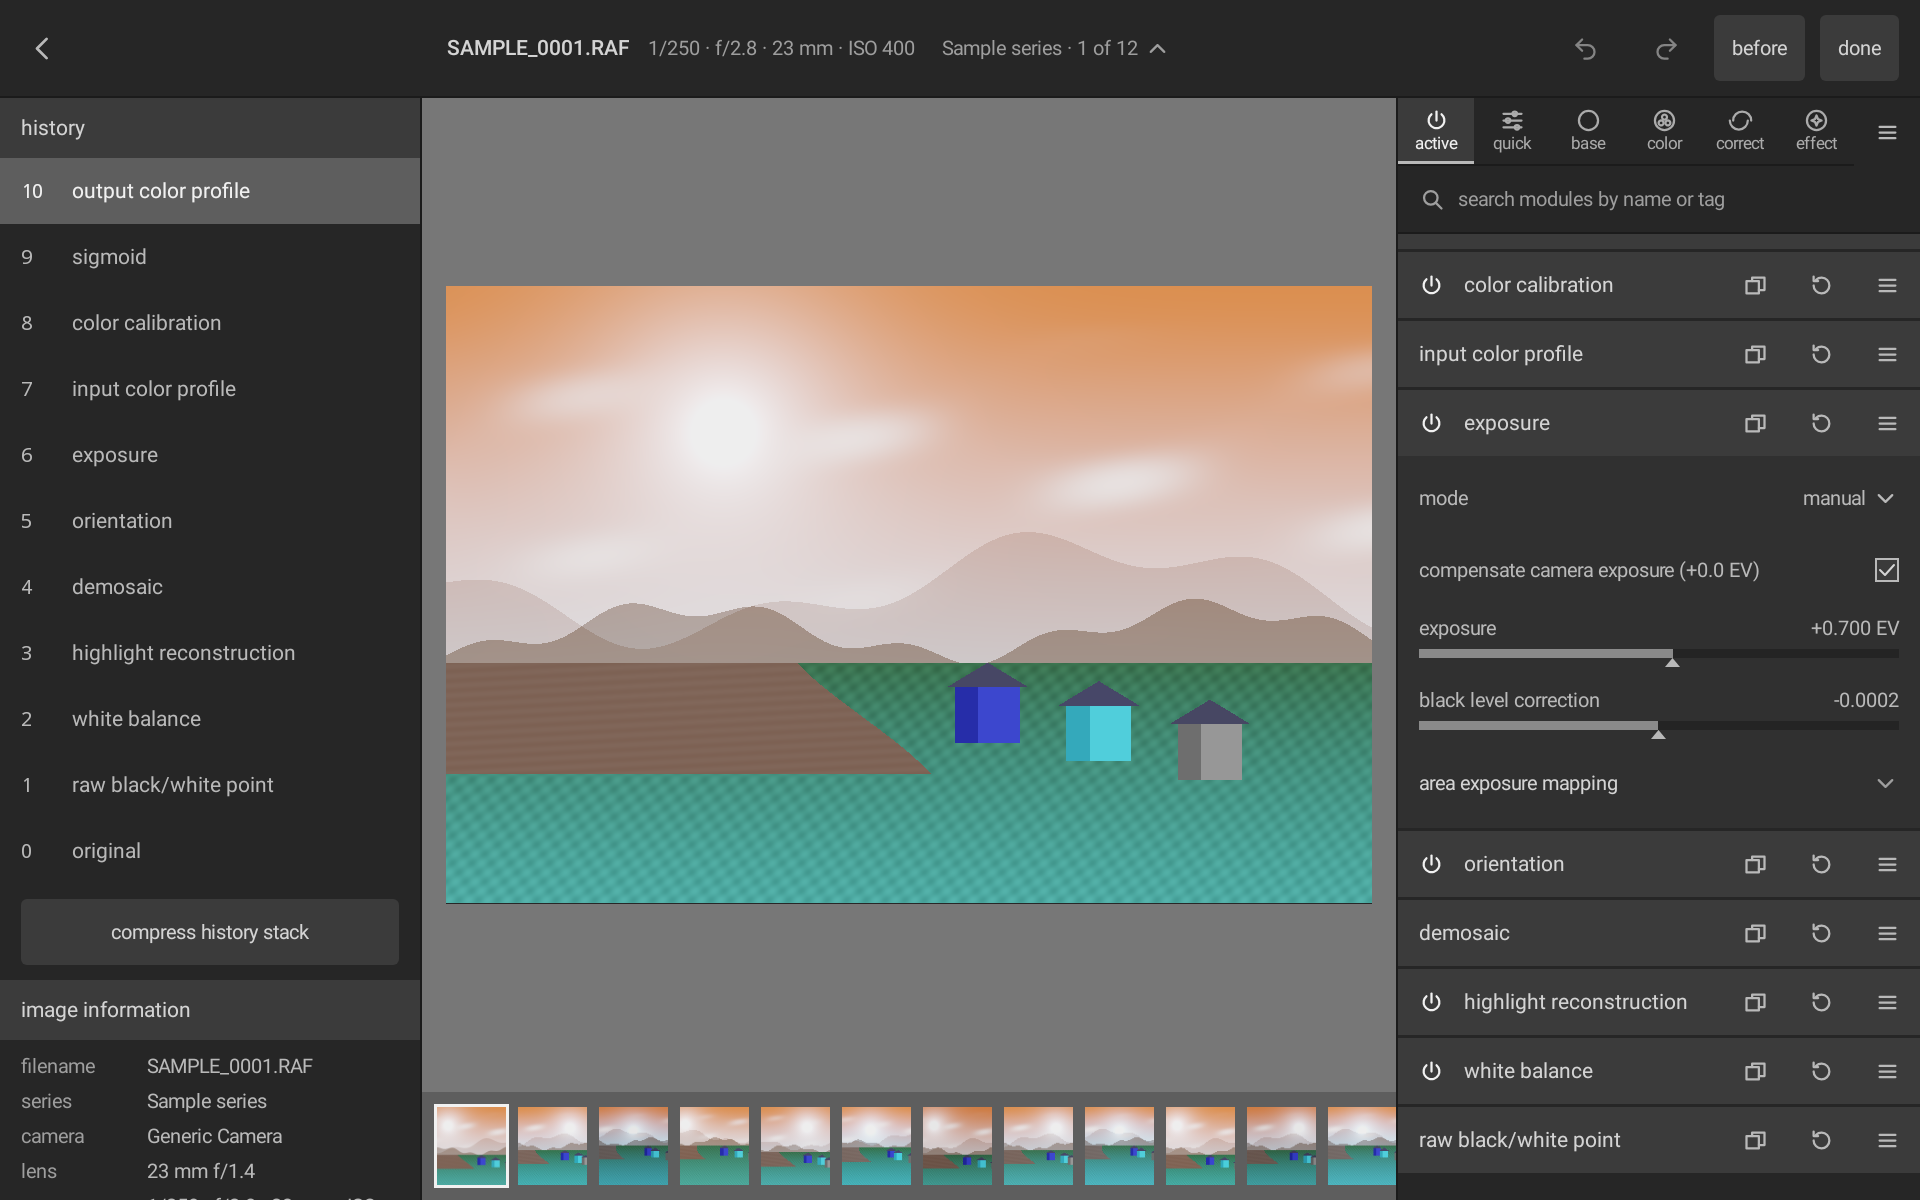 SAMPLE_0001.RAF 1/250 · f/2.8 · 23 mm · ISO 400 Sample series · 1 of 12
before
done
history
10 output color profile
9 sigmoid
8 color calibration
7 input color profile
6 exposure
5 orientation
4 demosaic
3 highlight reconstruction
2 white balance
1 raw black/white point
0 original
compress history stack
image information
filename SAMPLE_0001.RAF
series Sample series
camera Generic Camera
lens 23 mm f/1.4
active
quick
base
color
correct
effect
search modules by name or tag
color calibration
input color profile
exposure
mode manual
compensate camera exposure (+0.0 EV)
exposure +0.700 EV
black level correction -0.0002
area exposure mapping
orientation
demosaic
highlight reconstruction
white balance
raw black/white point